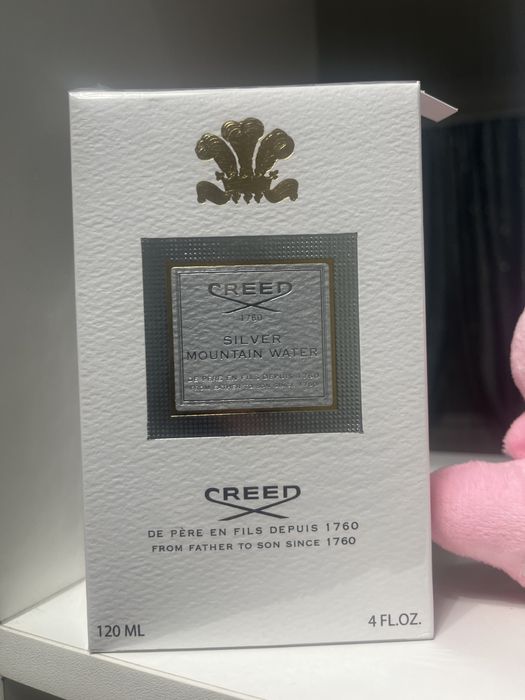 CREED
1760
SILVER
MOUNTAIN WATER
DE PÈRE EN FILS DEPUIS 1760
FROM FATHER TO SON SINCE 1760
CREED
DE PÈRE EN FILS DEPUIS 1760
FROM FATHER TO SON SINCE 1760
120 ML
4 FL.OZ.